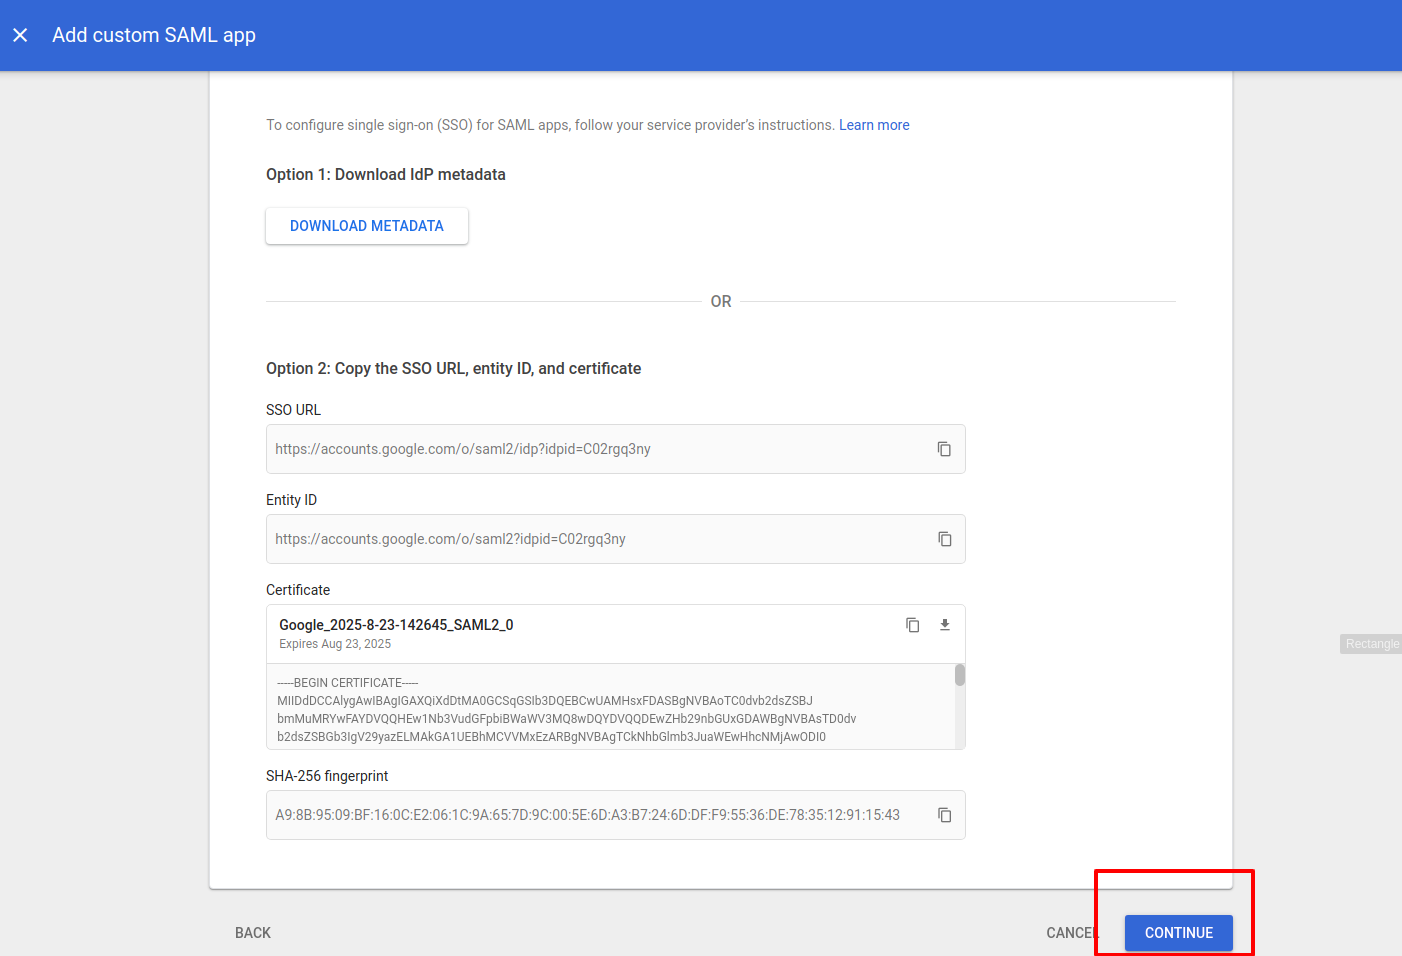 Add custom SAML app
To configure single sign-on (SSO) for SAML apps, follow your service provider's instructions. Learn more
Option 1: Download IdP metadata
DOWNLOAD METADATA
OR
Option 2: Copy the SSO URL, entity ID, and certificate
SSO URL
https://accounts.google.com/o/saml2/idp?idpid=C02rgq3ny
Entity ID
https://accounts.google.com/o/saml2?idpid=C02rgq3ny
Certificate
Google_2025-8-23-142645_SAML2_0
Expires Aug 23, 2025
-----BEGIN CERTIFICATE-----
MIIDdDCCAlygAwIBAgIGAXQiXdDtMA0GCSqGSIb3DQEBCwUAMHsxFDASBgNVBAoTC0dvb2dsZSBJ
bmMuMRYwFAYDVQQHEw1Nb3VudGFpbiBWaWV3MQ8wDQYDVQQDEwZHb29nbGUxGDAWBgNVBAsTD0dv
b2dsZSBGb3IgV29yazELMAkGA1UEBhMCVVMxEzARBgNVBAgTCkNhbGlmb3JuaWEwHhcNMjAwODI0
SHA-256 fingerprint
A9:8B:95:09:BF:16:0C:E2:06:1C:9A:65:7D:9C:00:5E:6D:A3:B7:24:6D:DF:F9:55:36:DE:78:35:12:91:15:43
Rectangle
BACK
CANCEL
CONTINUE